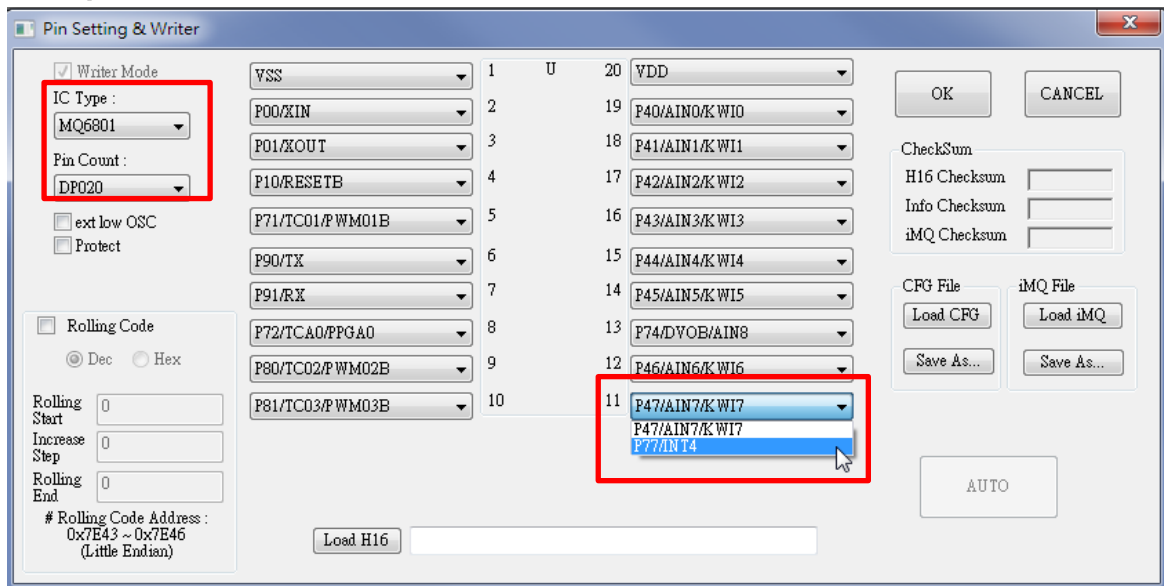 Pin Setting & Writer
Writer Mode
IC Type :
MQ6801
Pin Count :
DP020
ext low OSC
Protect
Rolling Code
Dec Hex
Rolling Start 0
Increase Step 0
Rolling End 0
# Rolling Code Address :
0x7E43 ~ 0x7E46
(Little Endian)
VSS 1 U 20 VDD
P00/XIN 2 19 P40/AIN0/KWI0
P01/XOUT 3 18 P41/AIN1/KWI1
P10/RESETB 4 17 P42/AIN2/KWI2
P71/TC01/PWM01B 5 16 P43/AIN3/KWI3
P90/TX 6 15 P44/AIN4/KWI4
P91/RX 7 14 P45/AIN5/KWI5
P72/TCA0/PPGA0 8 13 P74/DVOB/AIN8
P80/TC02/PWM02B 9 12 P46/AIN6/KWI6
P81/TC03/PWM03B 10 11 P47/AIN7/KWI7
P47/AIN7/KWI7
P77/INT4
Load H16
OK CANCEL
CheckSum
H16 Checksum
Info Checksum
iMQ Checksum
CFG File iMQ File
Load CFG Load iMQ
Save As... Save As...
AUTO